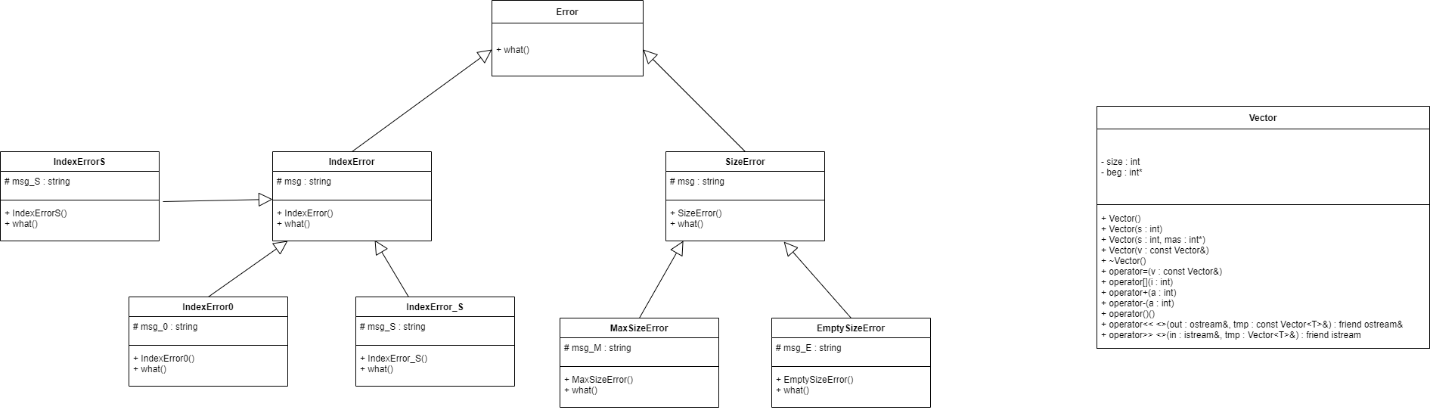 Error
+ what()
IndexErrorS
# msg_S : string
+ IndexErrorS()
+ what()
IndexError
# msg : string
+ IndexError()
+ what()
SizeError
# msg : string
+ SizeError()
+ what()
Vector
- size : int
- beg : int*
+ Vector()
+ Vector(s : int)
+ Vector(s : int, mas : int*)
+ Vector(v : const Vector&)
+ ~Vector()
+ operator=(v : const Vector&)
+ operator[](i : int)
+ operator+(a : int)
+ operator-(a : int)
+ operator()()
+ operator<< <>(out : ostream&, tmp : const Vector<T>&) : friend ostream&
+ operator>> <>(in : istream&, tmp : Vector<T>&) : friend istream
IndexError0
# msg_0 : string
+ IndexError0()
+ what()
IndexError_S
# msg_S : string
+ IndexError_S()
+ what()
MaxSizeError
# msg_M : string
+ MaxSizeError()
+ what()
EmptySizeError
# msg_E : string
+ EmptySizeError()
+ what()